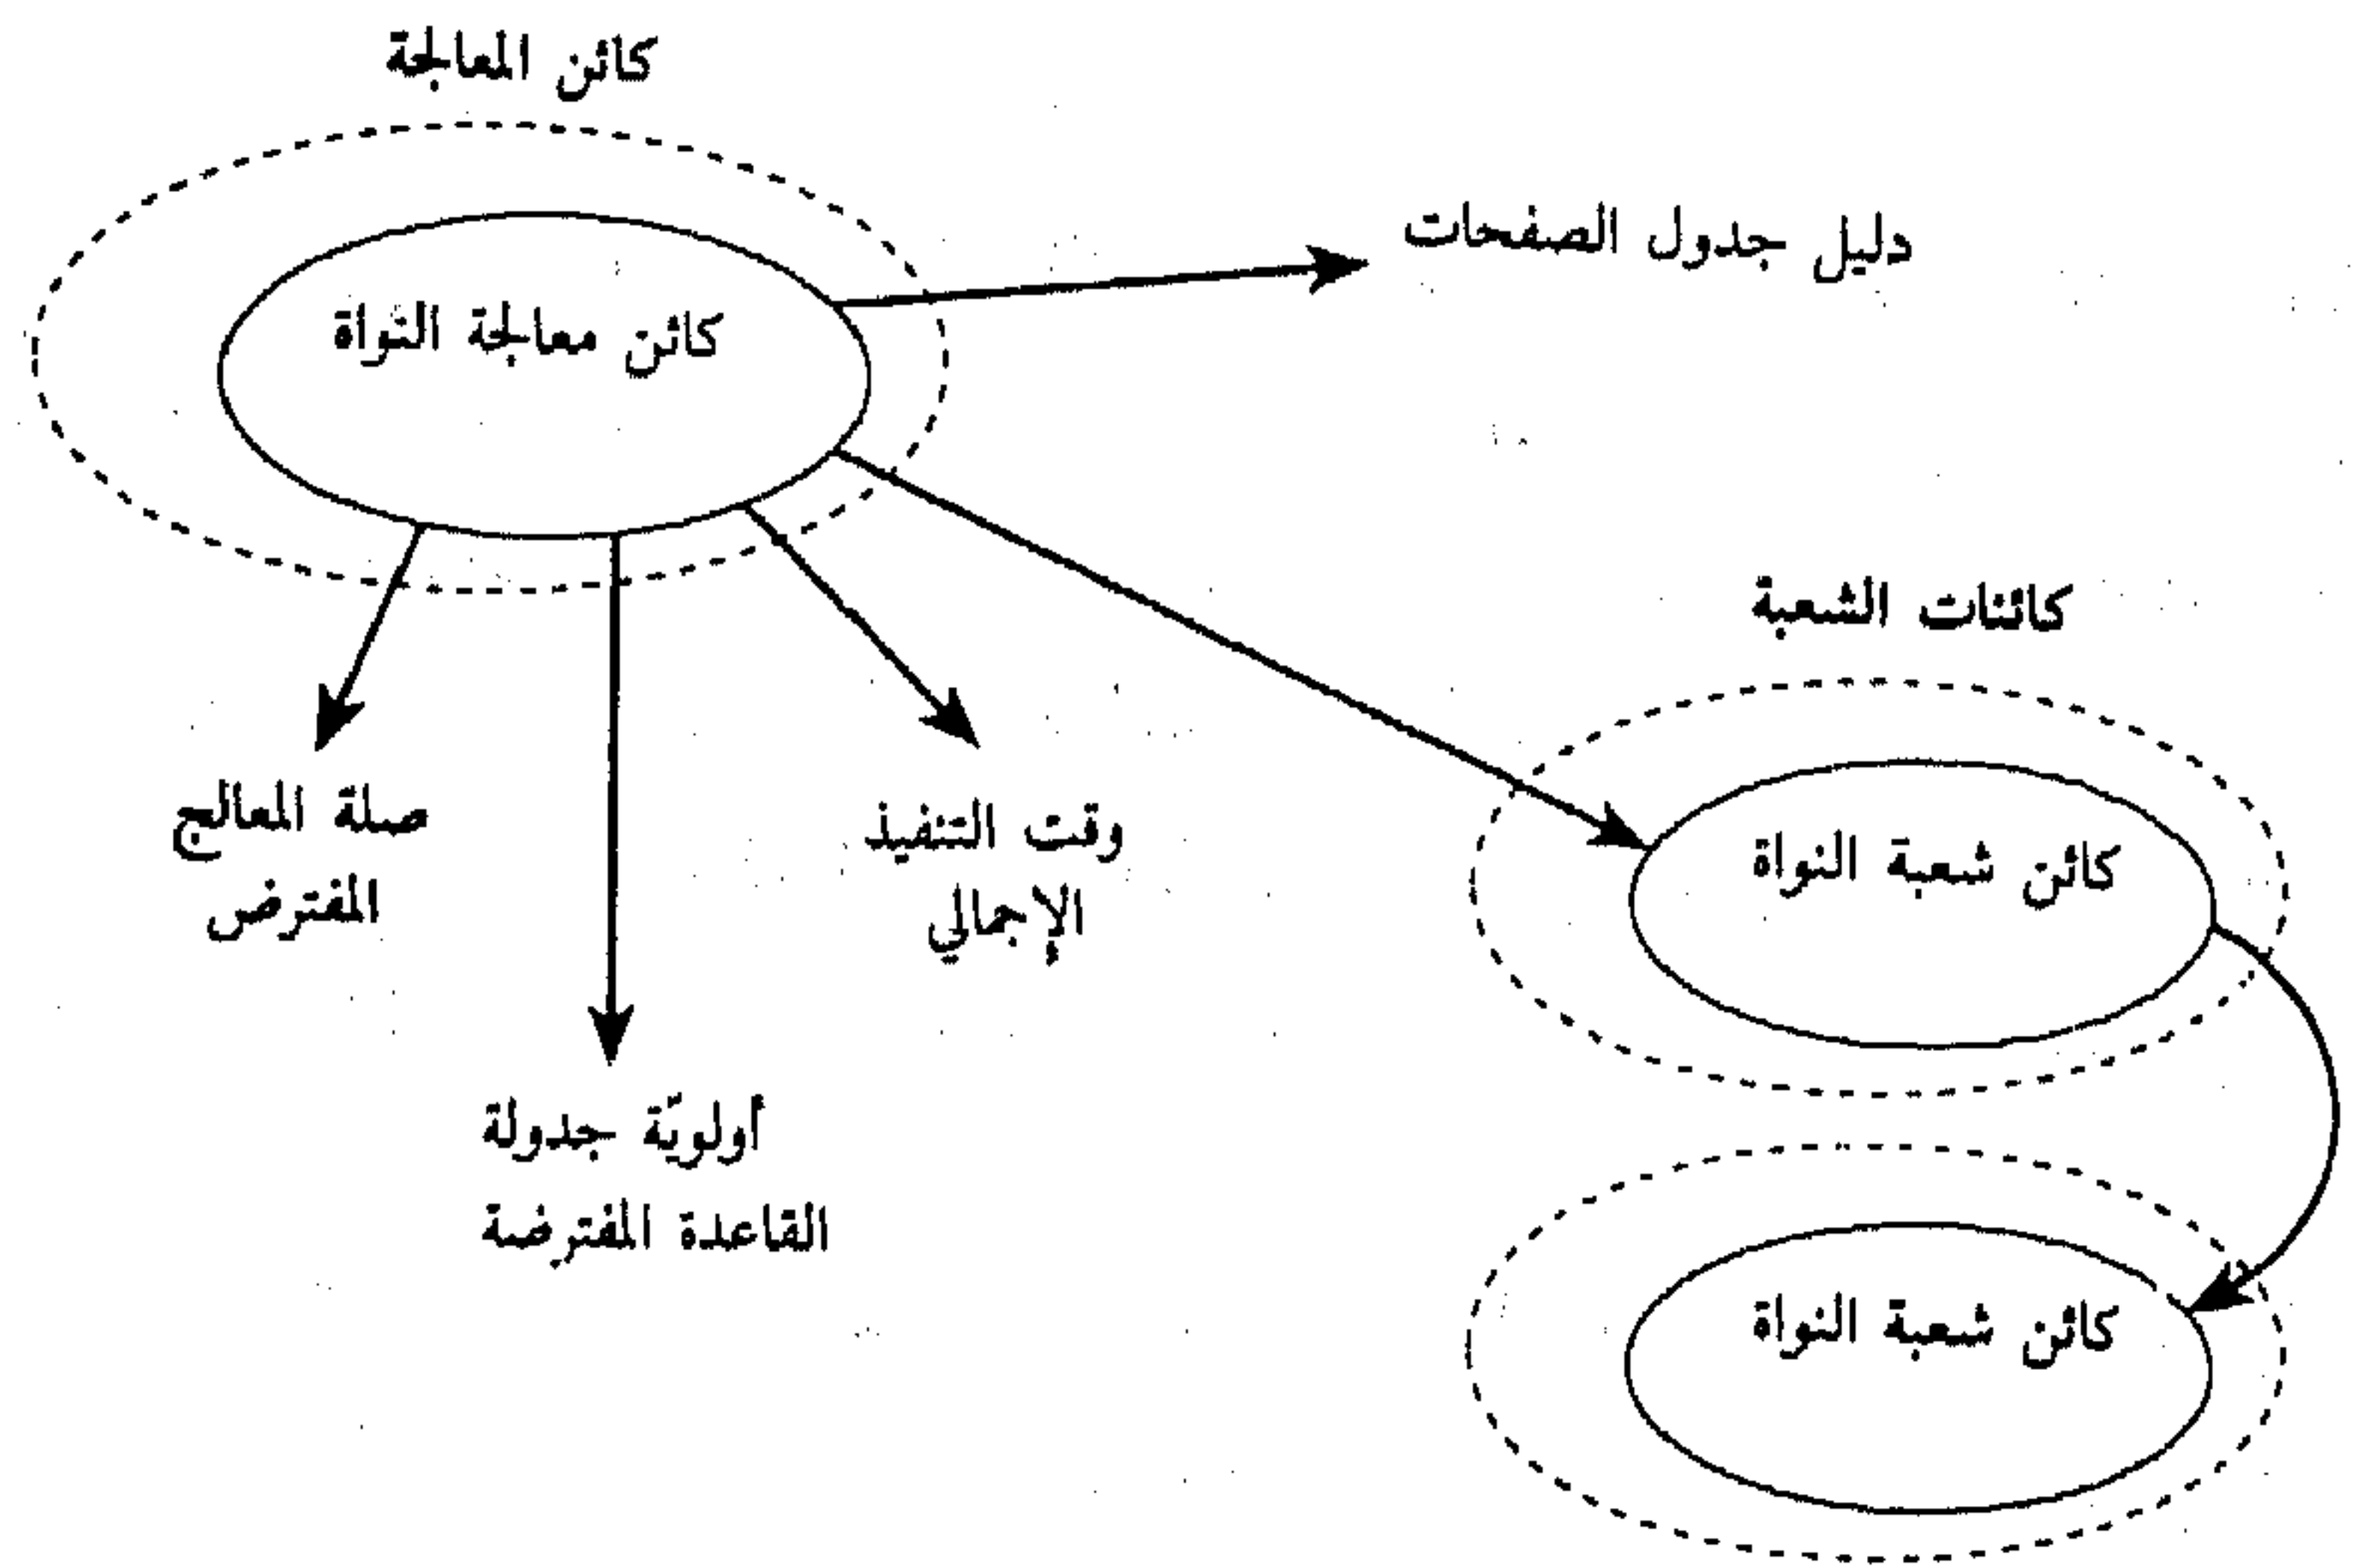 كائن المعالجة
دليل جدول الصفحات
كائن معالجة النواة
كائنات الشعبة
صلة المعالج
المفترض
وقت التنفيذ
الإجمالي
كائن شعبة النواة
أولويّة جدولة
القاعدة المفترضة
كائن شعبة النواة